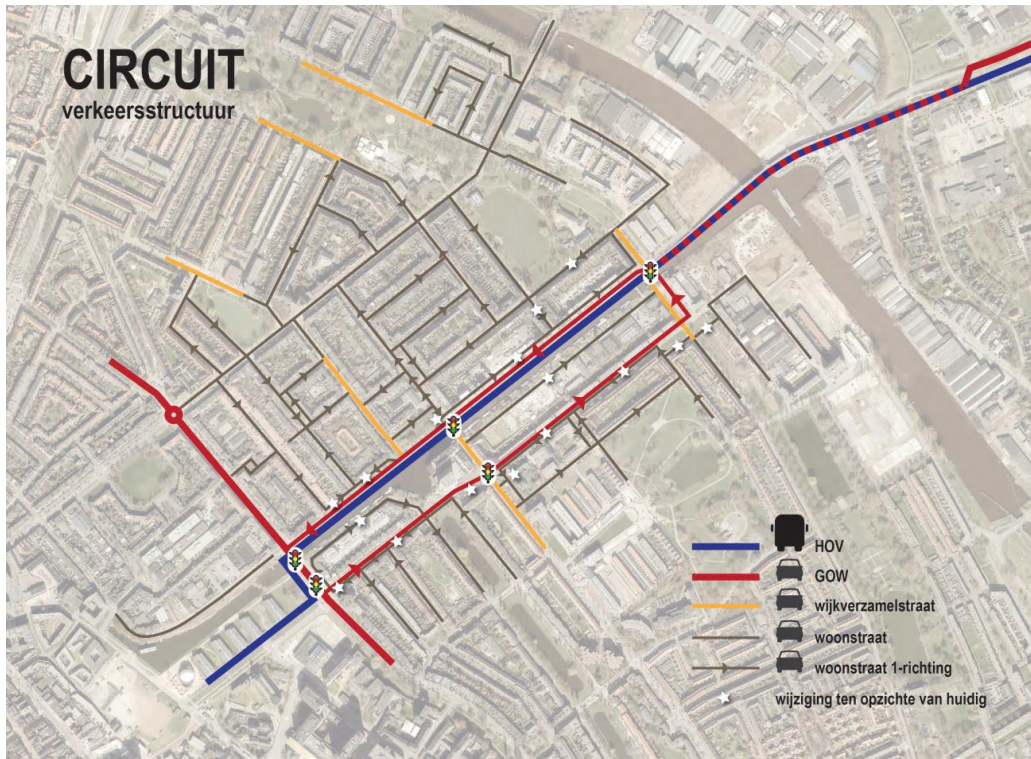 CIRCUIT
verkeersstructuur
HOV
GOW
wijkverzamelstraat
woonstraat
woonstraat 1-richting
wijziging ten opzichte van huidig